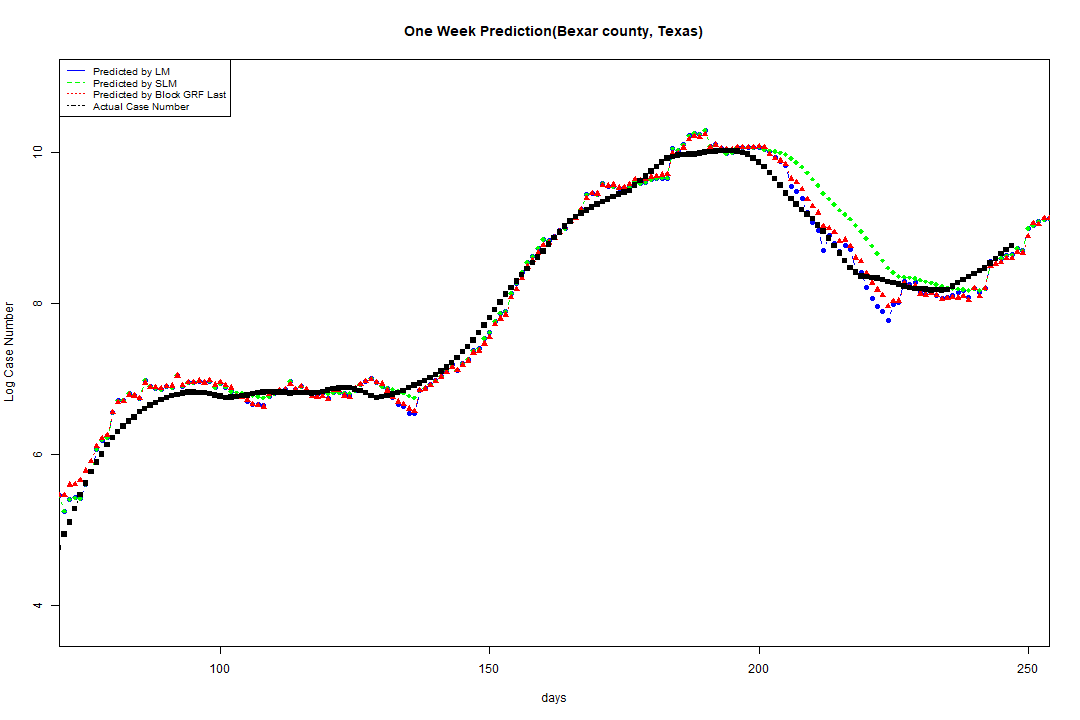 One Week Prediction(Bexar county, Texas)
Predicted by LM
Predicted by SLM
Predicted by Block GRF Last
Actual Case Number
10
8
6
4
Log Case Number
100
150
200
250
days